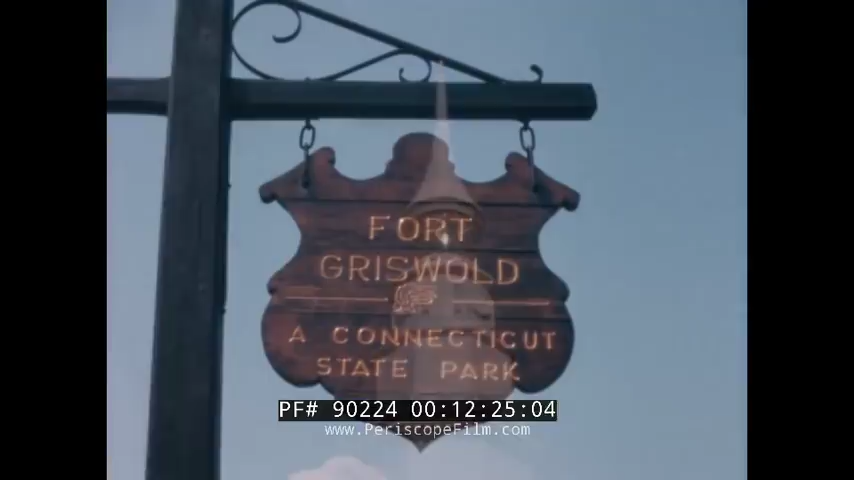 FORT
GRISWOLD
A CONNECTICUT
STATE PARK
PF# 90224 00:12:25:04
www.PeriscopeFilm.com